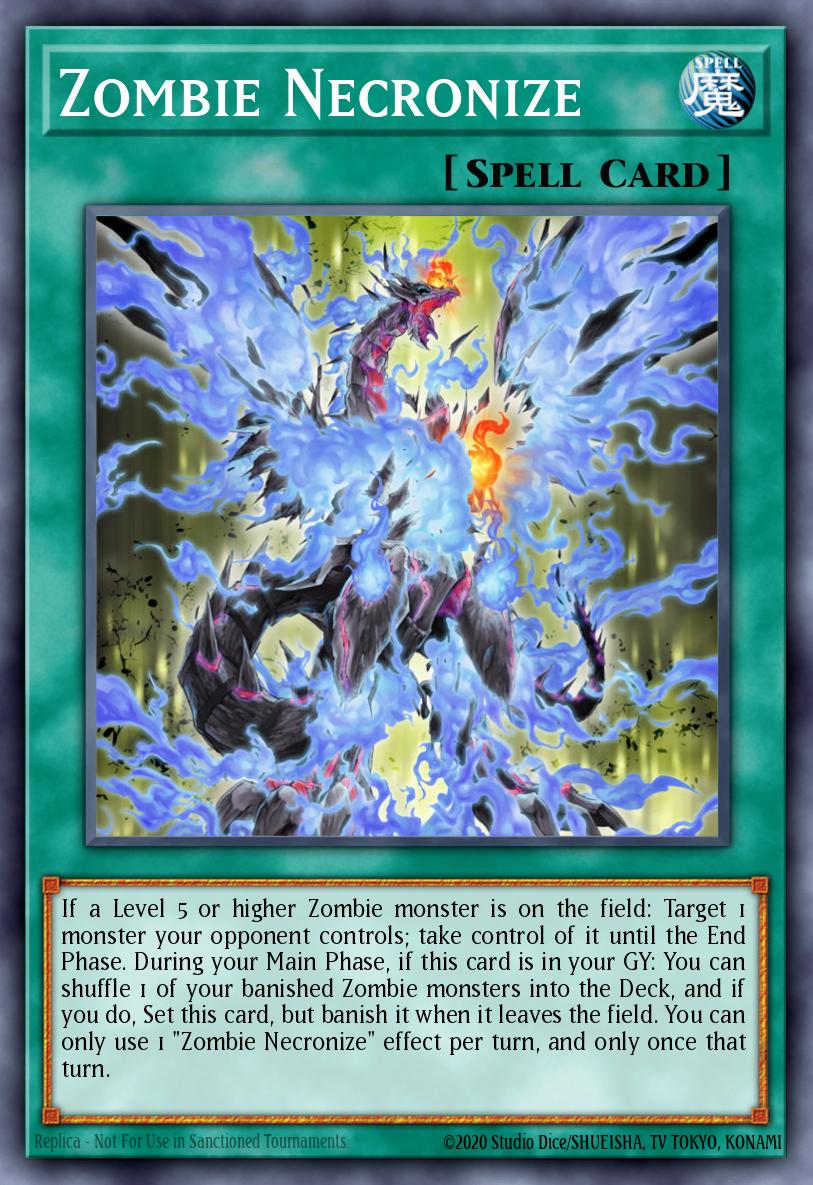 Zombie Necronize
SPELL
魔
[Spell Card]
If a Level 5 or higher Zombie monster is on the field: Target 1
monster your opponent controls; take control of it until the End
Phase. During your Main Phase, if this card is in your GY: You can
shuffle 1 of your banished Zombie monsters into the Deck, and if
you do, Set this card, but banish it when it leaves the field. You can
only use 1 "Zombie Necronize" effect per turn, and only once that
turn.
Replica - Not For Use in Sanctioned Tournaments.
©2020 Studio Dice/SHUEISHA, TV TOKYO, KONAMI